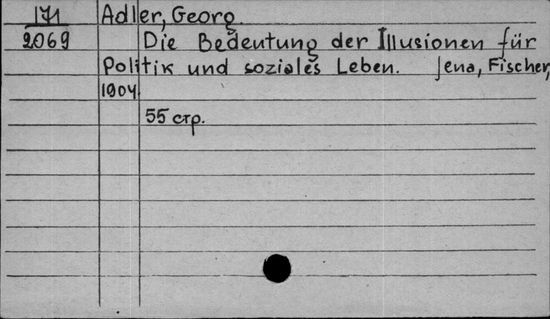 171
2069
Adler, Georg.
Die Bedeutung der Illusionen für
Politik und soziales Leben. Jena, Fischer,
1904
55 стр.